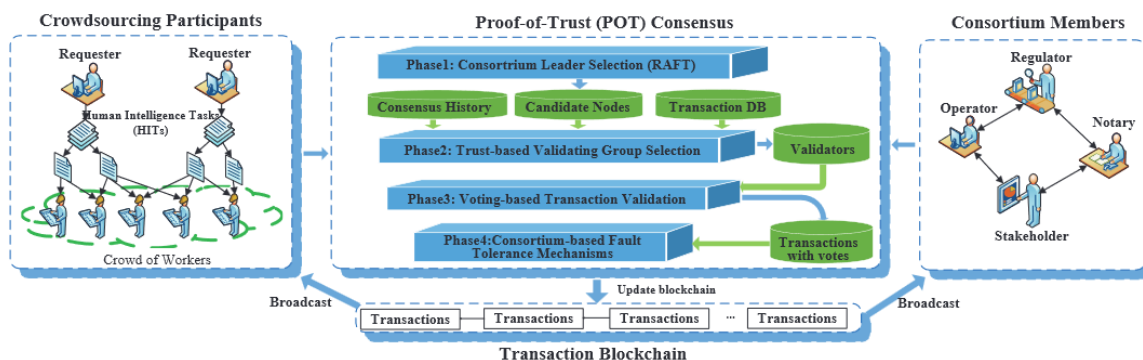 Crowdsourcing Participants
Requester
Requester
Human Intelligence Tasks
(HITs)
Crowd of Workers
Proof-of-Trust (POT) Consensus
Phase1: Consortrium Leader Selection (RAFT)
Consensus History
Candidate Nodes
Transaction DB
Phase2: Trust-based Validating Group Selection
Validators
Phase3: Voting-based Transaction Validation
Phase4:Consortium-based Fault
Tolerance Mechanisms
Transactions
with votes
Consortium Members
Regulator
Operator
Notary
Stakeholder
Broadcast
Update blockchain
Broadcast
Transactions
Transactions
Transactions
...
Transactions
Transaction Blockchain